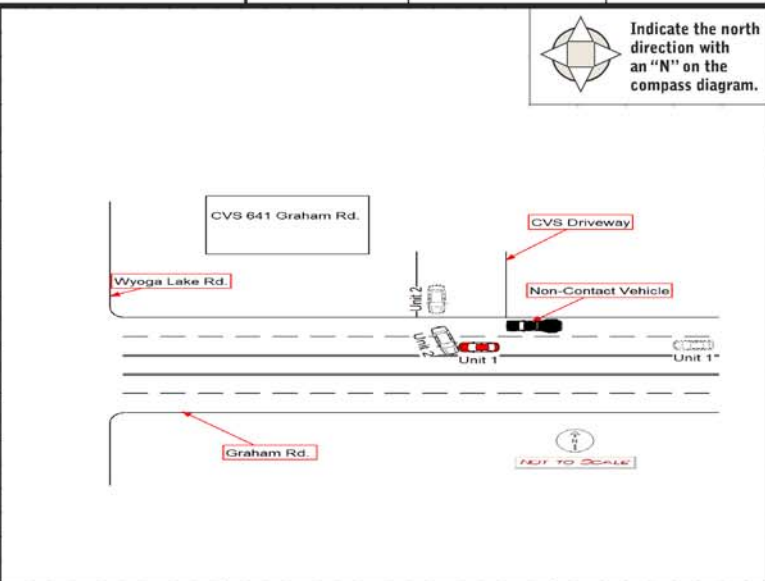 Indicate the north
direction with
an “N” on the
compass diagram.
CVS 641 Graham Rd.
CVS Driveway
Wyoga Lake Rd.
Unit 2
Non-Contact Vehicle
Unit 2
Unit 1
Unit 1
Graham Rd.
N
NOT TO SCALE